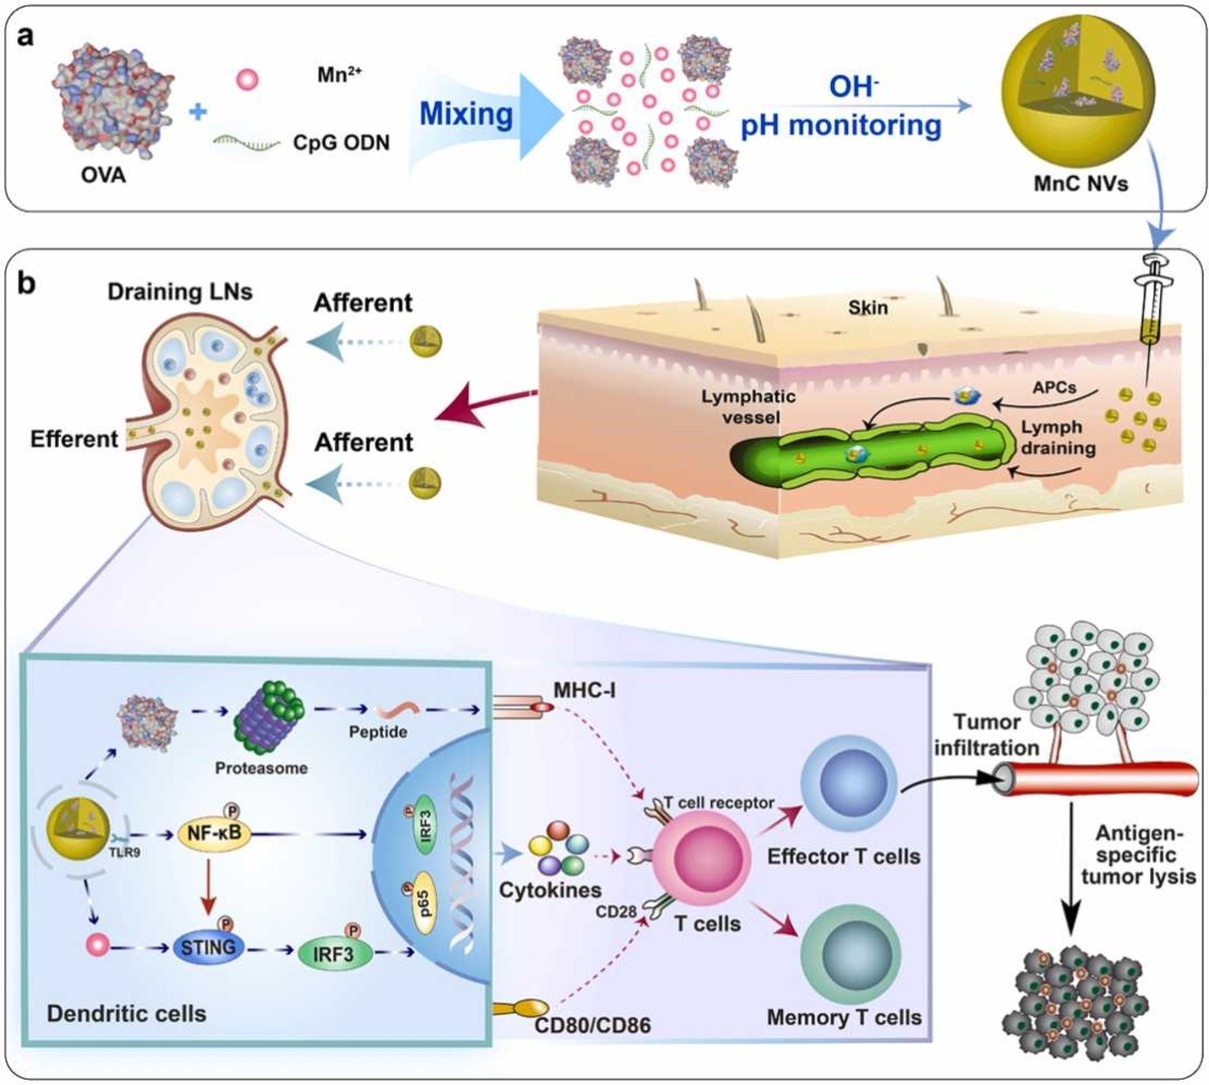 a
OVA
Mn²⁺
CpG ODN
Mixing
OH⁻
pH monitoring
MnC NVs
b
Draining LNs
Afferent
Efferent
Afferent
Skin
Lymphatic
vessel
APCs
Lymph
draining
Proteasome
Peptide
MHC-I
TLR9
P
NF-κB
P
STING
P
IRF3
P
IRF3
P
p65
Dendritic cells
Cytokines
T cell receptor
CD28
T cells
CD80/CD86
Effector T cells
Memory T cells
Tumor
infiltration
Antigen-
specific
tumor lysis